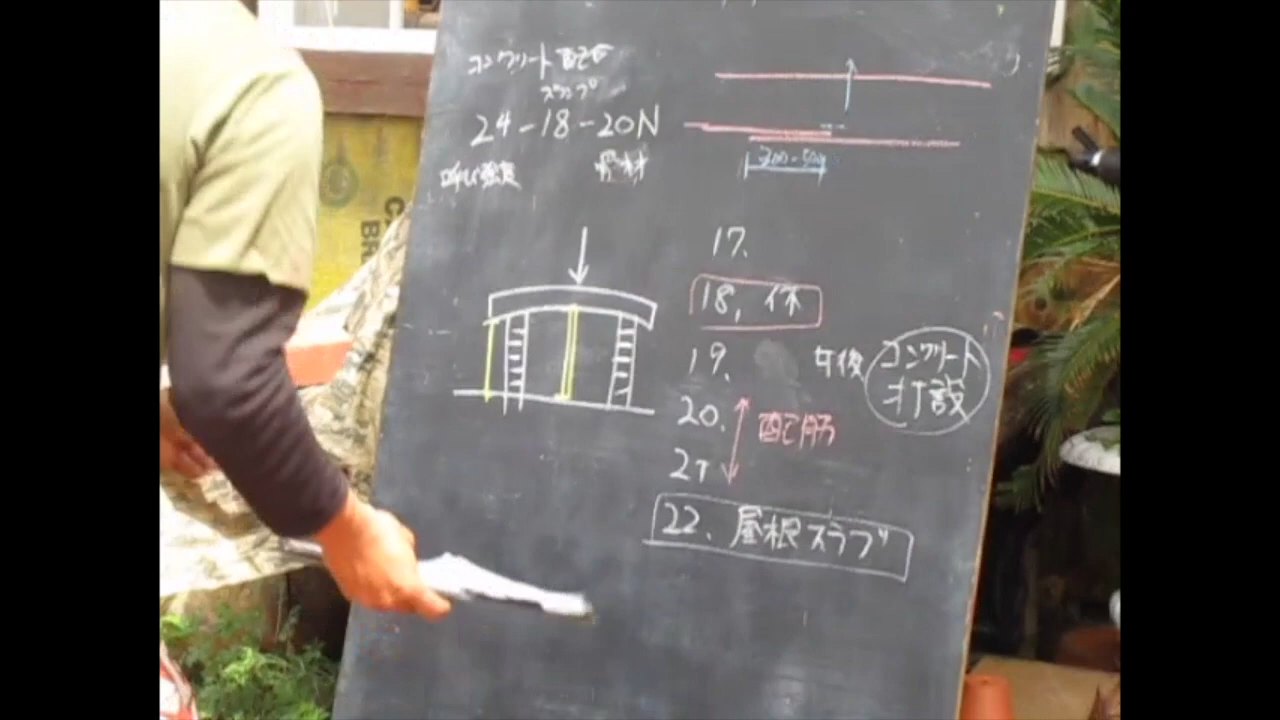 コンクリート 配合
スランプ
24-18-20N
呼び強度 骨材
300-500
17.
18. 休
19. 午後 コンクリート打設
20.
配筋
21
22. 屋根スラブ